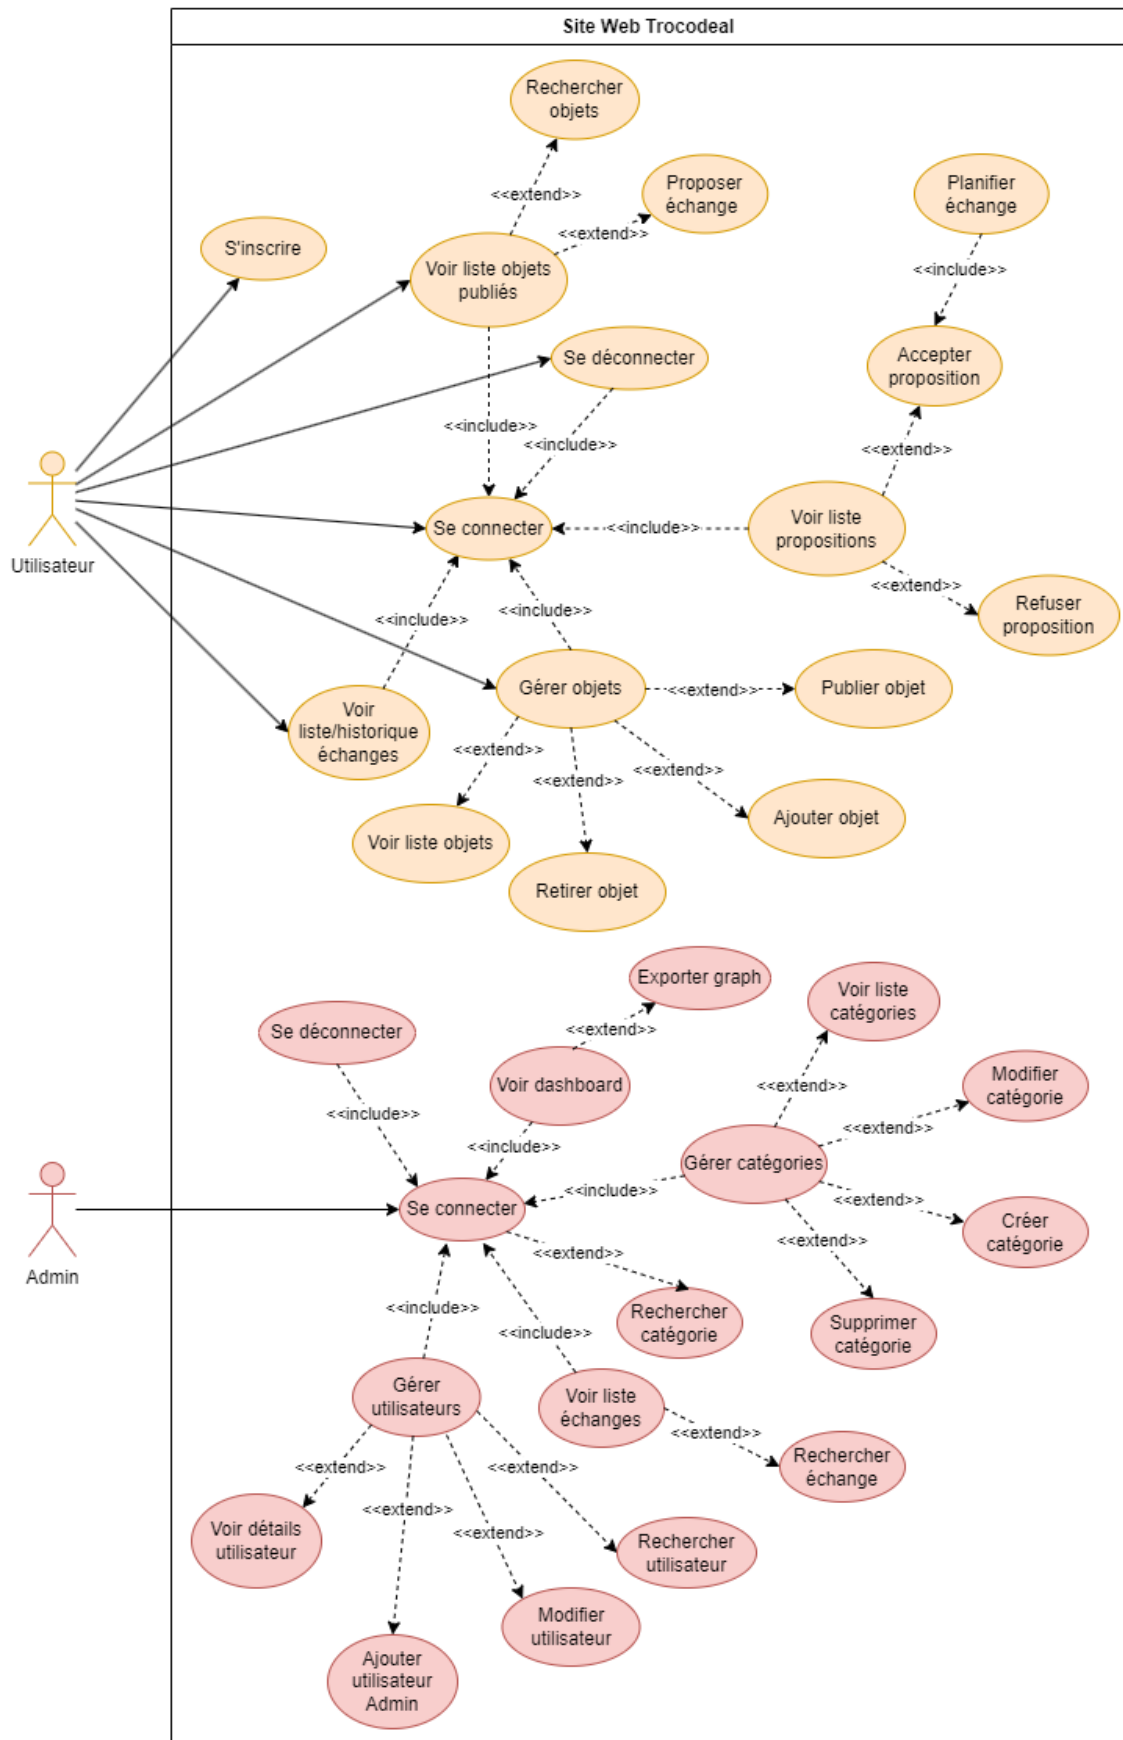 Site Web Trocodeal
Rechercher
objets
<<extend>>
Proposer
échange
Planifier
échange
<<extend>>
S'inscrire
Voir liste objets
publiés
<<include>>
Se déconnecter
Accepter
proposition
<<include>>
<<include>>
<<extend>>
Utilisateur
Se connecter
<<include>>
Voir liste
propositions
<<extend>>
Refuser
proposition
<<include>>
<<include>>
Gérer objets
<<extend>>
Publier objet
Voir
liste/historique
échanges
<<extend>>
<<extend>>
<<extend>>
Voir liste objets
Ajouter objet
Retirer objet
Exporter graph
Voir liste
catégories
Se déconnecter
<<extend>>
Voir dashboard
<<extend>>
Modifier
catégorie
<<include>>
<<include>>
<<extend>>
Gérer catégories
<<include>>
<<extend>>
Admin
Se connecter
Créer
catégorie
<<extend>>
<<extend>>
Rechercher
catégorie
Supprimer
catégorie
<<include>>
<<include>>
Gérer
utilisateurs
Voir liste
échanges
<<extend>>
Rechercher
échange
<<extend>>
<<extend>>
<<extend>>
<<extend>>
Voir détails
utilisateur
Rechercher
utilisateur
Modifier
utilisateur
Ajouter
utilisateur
Admin